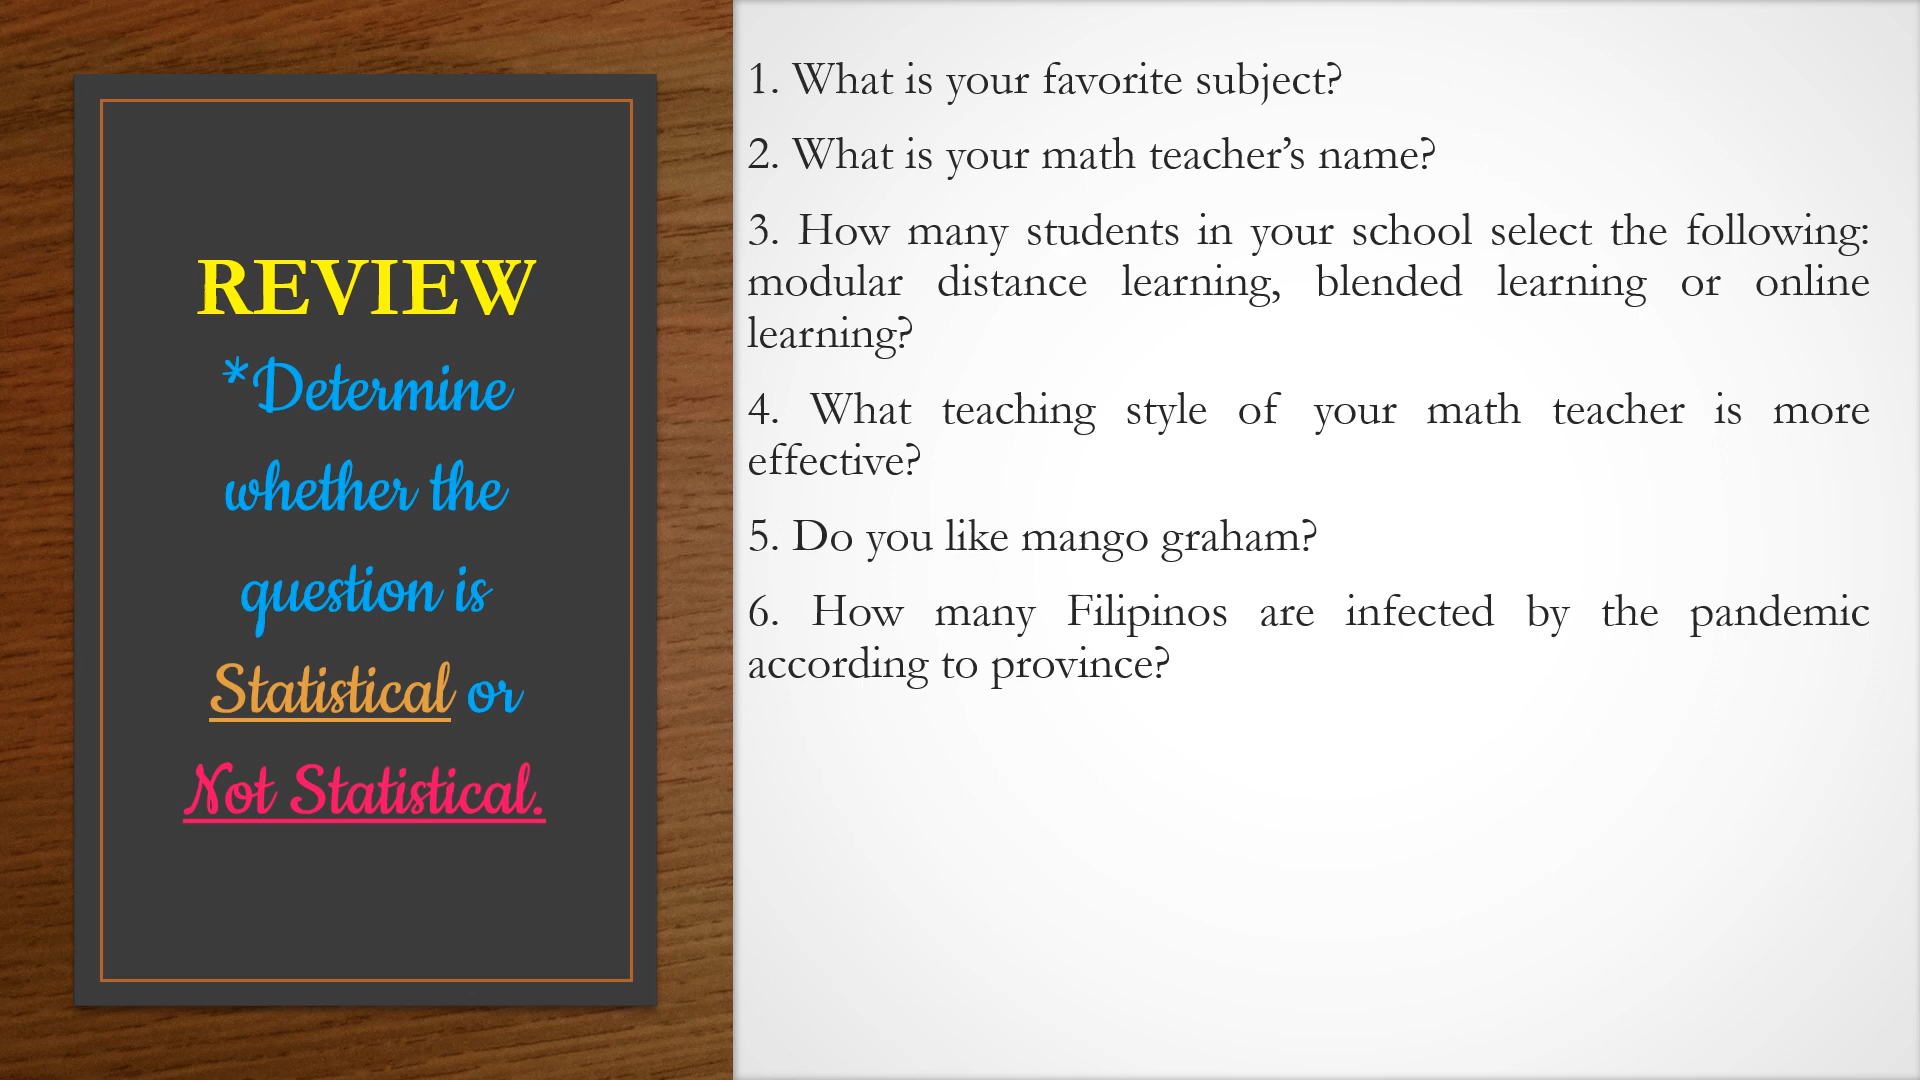 REVIEW
*Determine
whether the
question is
Statistical or
Not Statistical.
1. What is your favorite subject?
2. What is your math teacher’s name?
3. How many students in your school select the following:
modular distance learning, blended learning or online
learning?
4. What teaching style of your math teacher is more
effective?
5. Do you like mango graham?
6. How many Filipinos are infected by the pandemic
according to province?